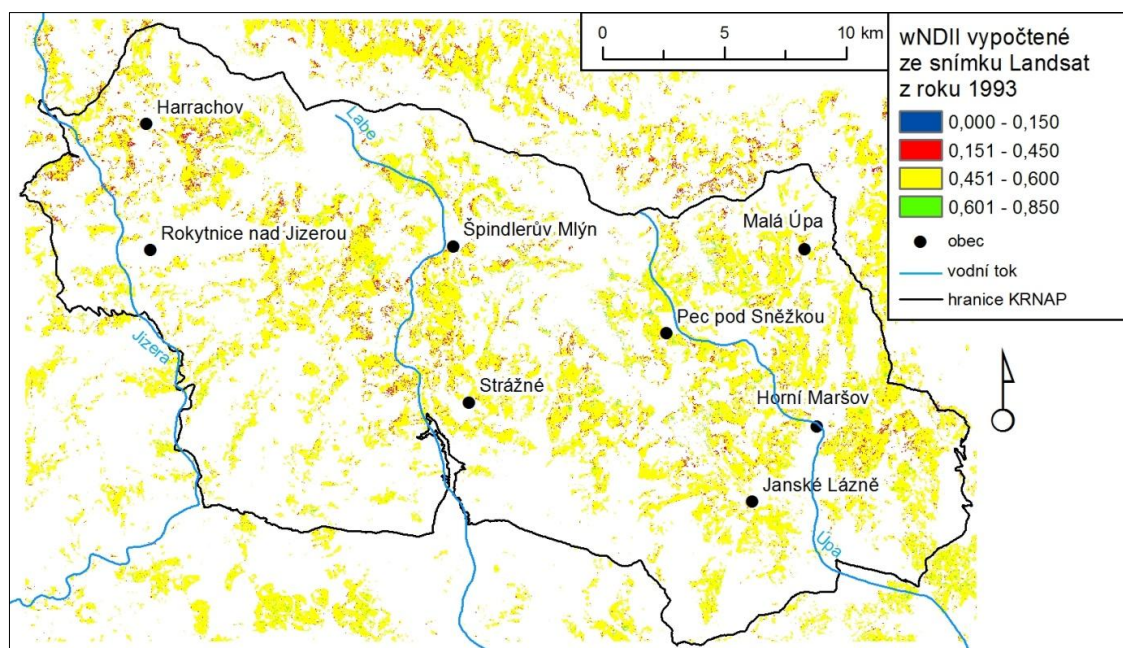 0 5 10 km
wNDII vypočtené
ze snímku Landsat
z roku 1993
0,000 - 0,150
0,151 - 0,450
0,451 - 0,600
0,601 - 0,850
obec
vodní tok
hranice KRNAP
Harrachov
Labe
Rokytnice nad Jizerou
Špindlerův Mlýn
Malá Úpa
Pec pod Sněžkou
Jizera
Strážné
Horní Maršov
Janské Lázně
Úpa